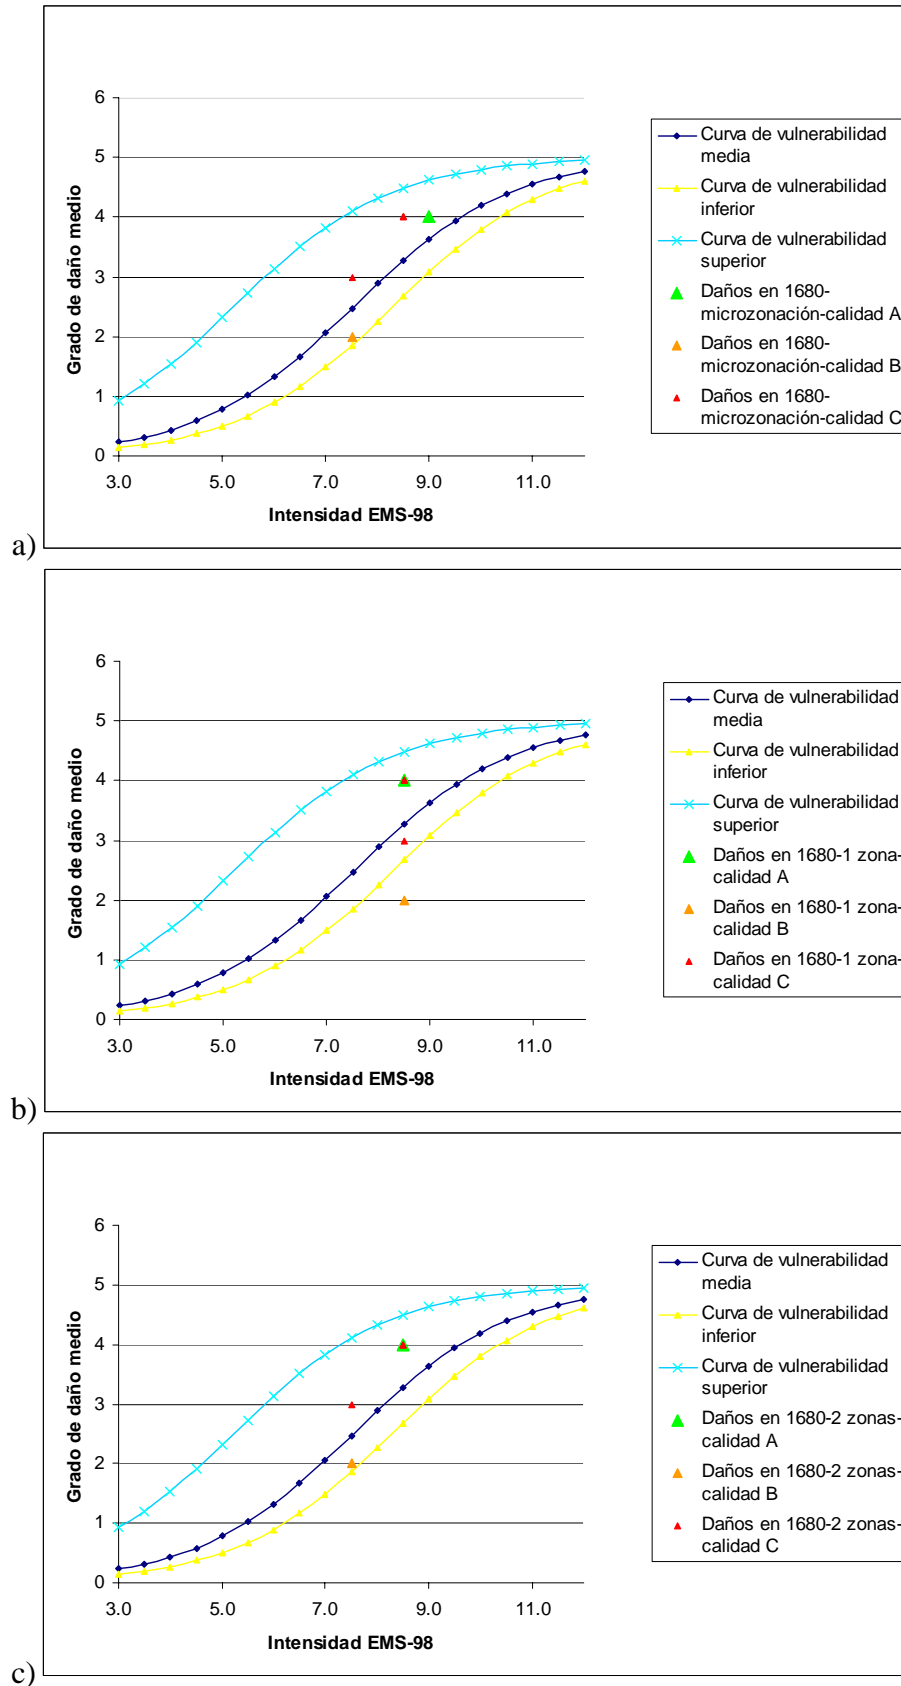 6
5
4
3
2
1
0
Grado de daño medio
3.0 5.0 7.0 9.0 11.0
Intensidad EMS-98
Curva de vulnerabilidad
media
Curva de vulnerabilidad
inferior
Curva de vulnerabilidad
superior
Daños en 1680-
microzonación-calidad A
Daños en 1680-
microzonación-calidad B
Daños en 1680-
microzonación-calidad C
a)
6
5
4
3
2
1
0
Grado de daño medio
3.0 5.0 7.0 9.0 11.0
Intensidad EMS-98
Curva de vulnerabilidad
media
Curva de vulnerabilidad
inferior
Curva de vulnerabilidad
superior
Daños en 1680-1 zona-
calidad A
Daños en 1680-1 zona-
calidad B
Daños en 1680-1 zona-
calidad C
b)
6
5
4
3
2
1
0
Grado de daño medio
3.0 5.0 7.0 9.0 11.0
Intensidad EMS-98
Curva de vulnerabilidad
media
Curva de vulnerabilidad
inferior
Curva de vulnerabilidad
superior
Daños en 1680-2 zonas-
calidad A
Daños en 1680-2 zonas-
calidad B
Daños en 1680-2 zonas-
calidad C
c)